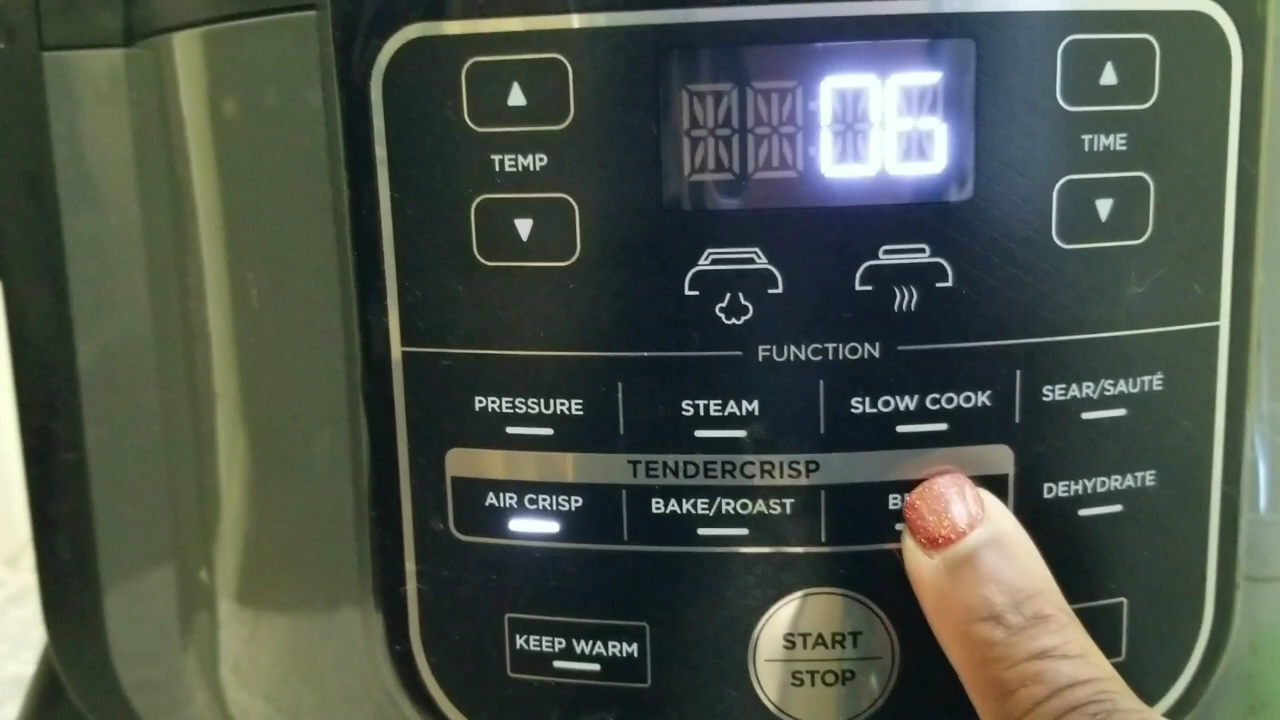 06
TEMP
TIME
FUNCTION
PRESSURE
STEAM
SLOW COOK
SEAR/SAUTÉ
TENDERCRISP
AIR CRISP
BAKE/ROAST
DEHYDRATE
KEEP WARM
START
STOP